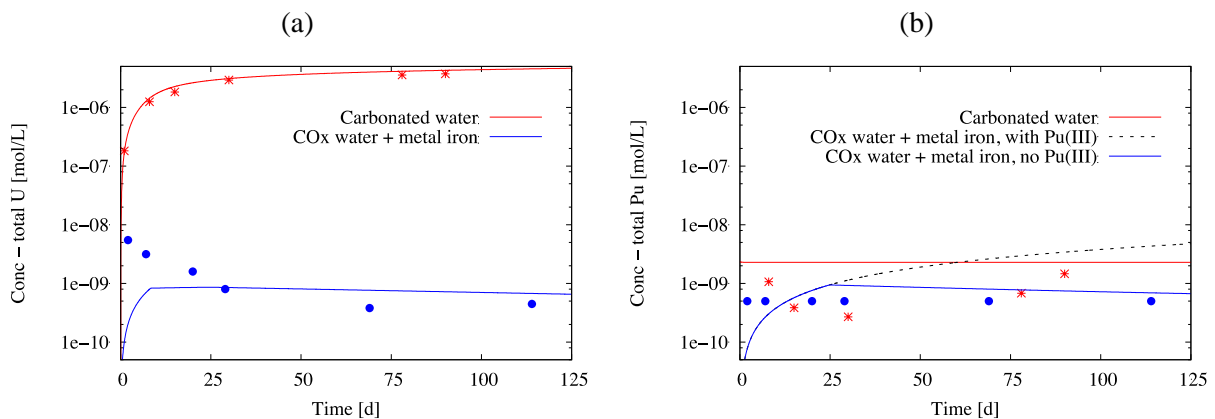 (a)
Conc − total U [mol/L]
1e−06
1e−07
1e−08
1e−09
1e−10
0 25 50 75 100 125
Time [d]
Carbonated water
COx water + metal iron
(b)
Conc − total Pu [mol/L]
1e−06
1e−07
1e−08
1e−09
1e−10
0 25 50 75 100 125
Time [d]
Carbonated water
COx water + metal iron, with Pu(III)
COx water + metal iron, no Pu(III)